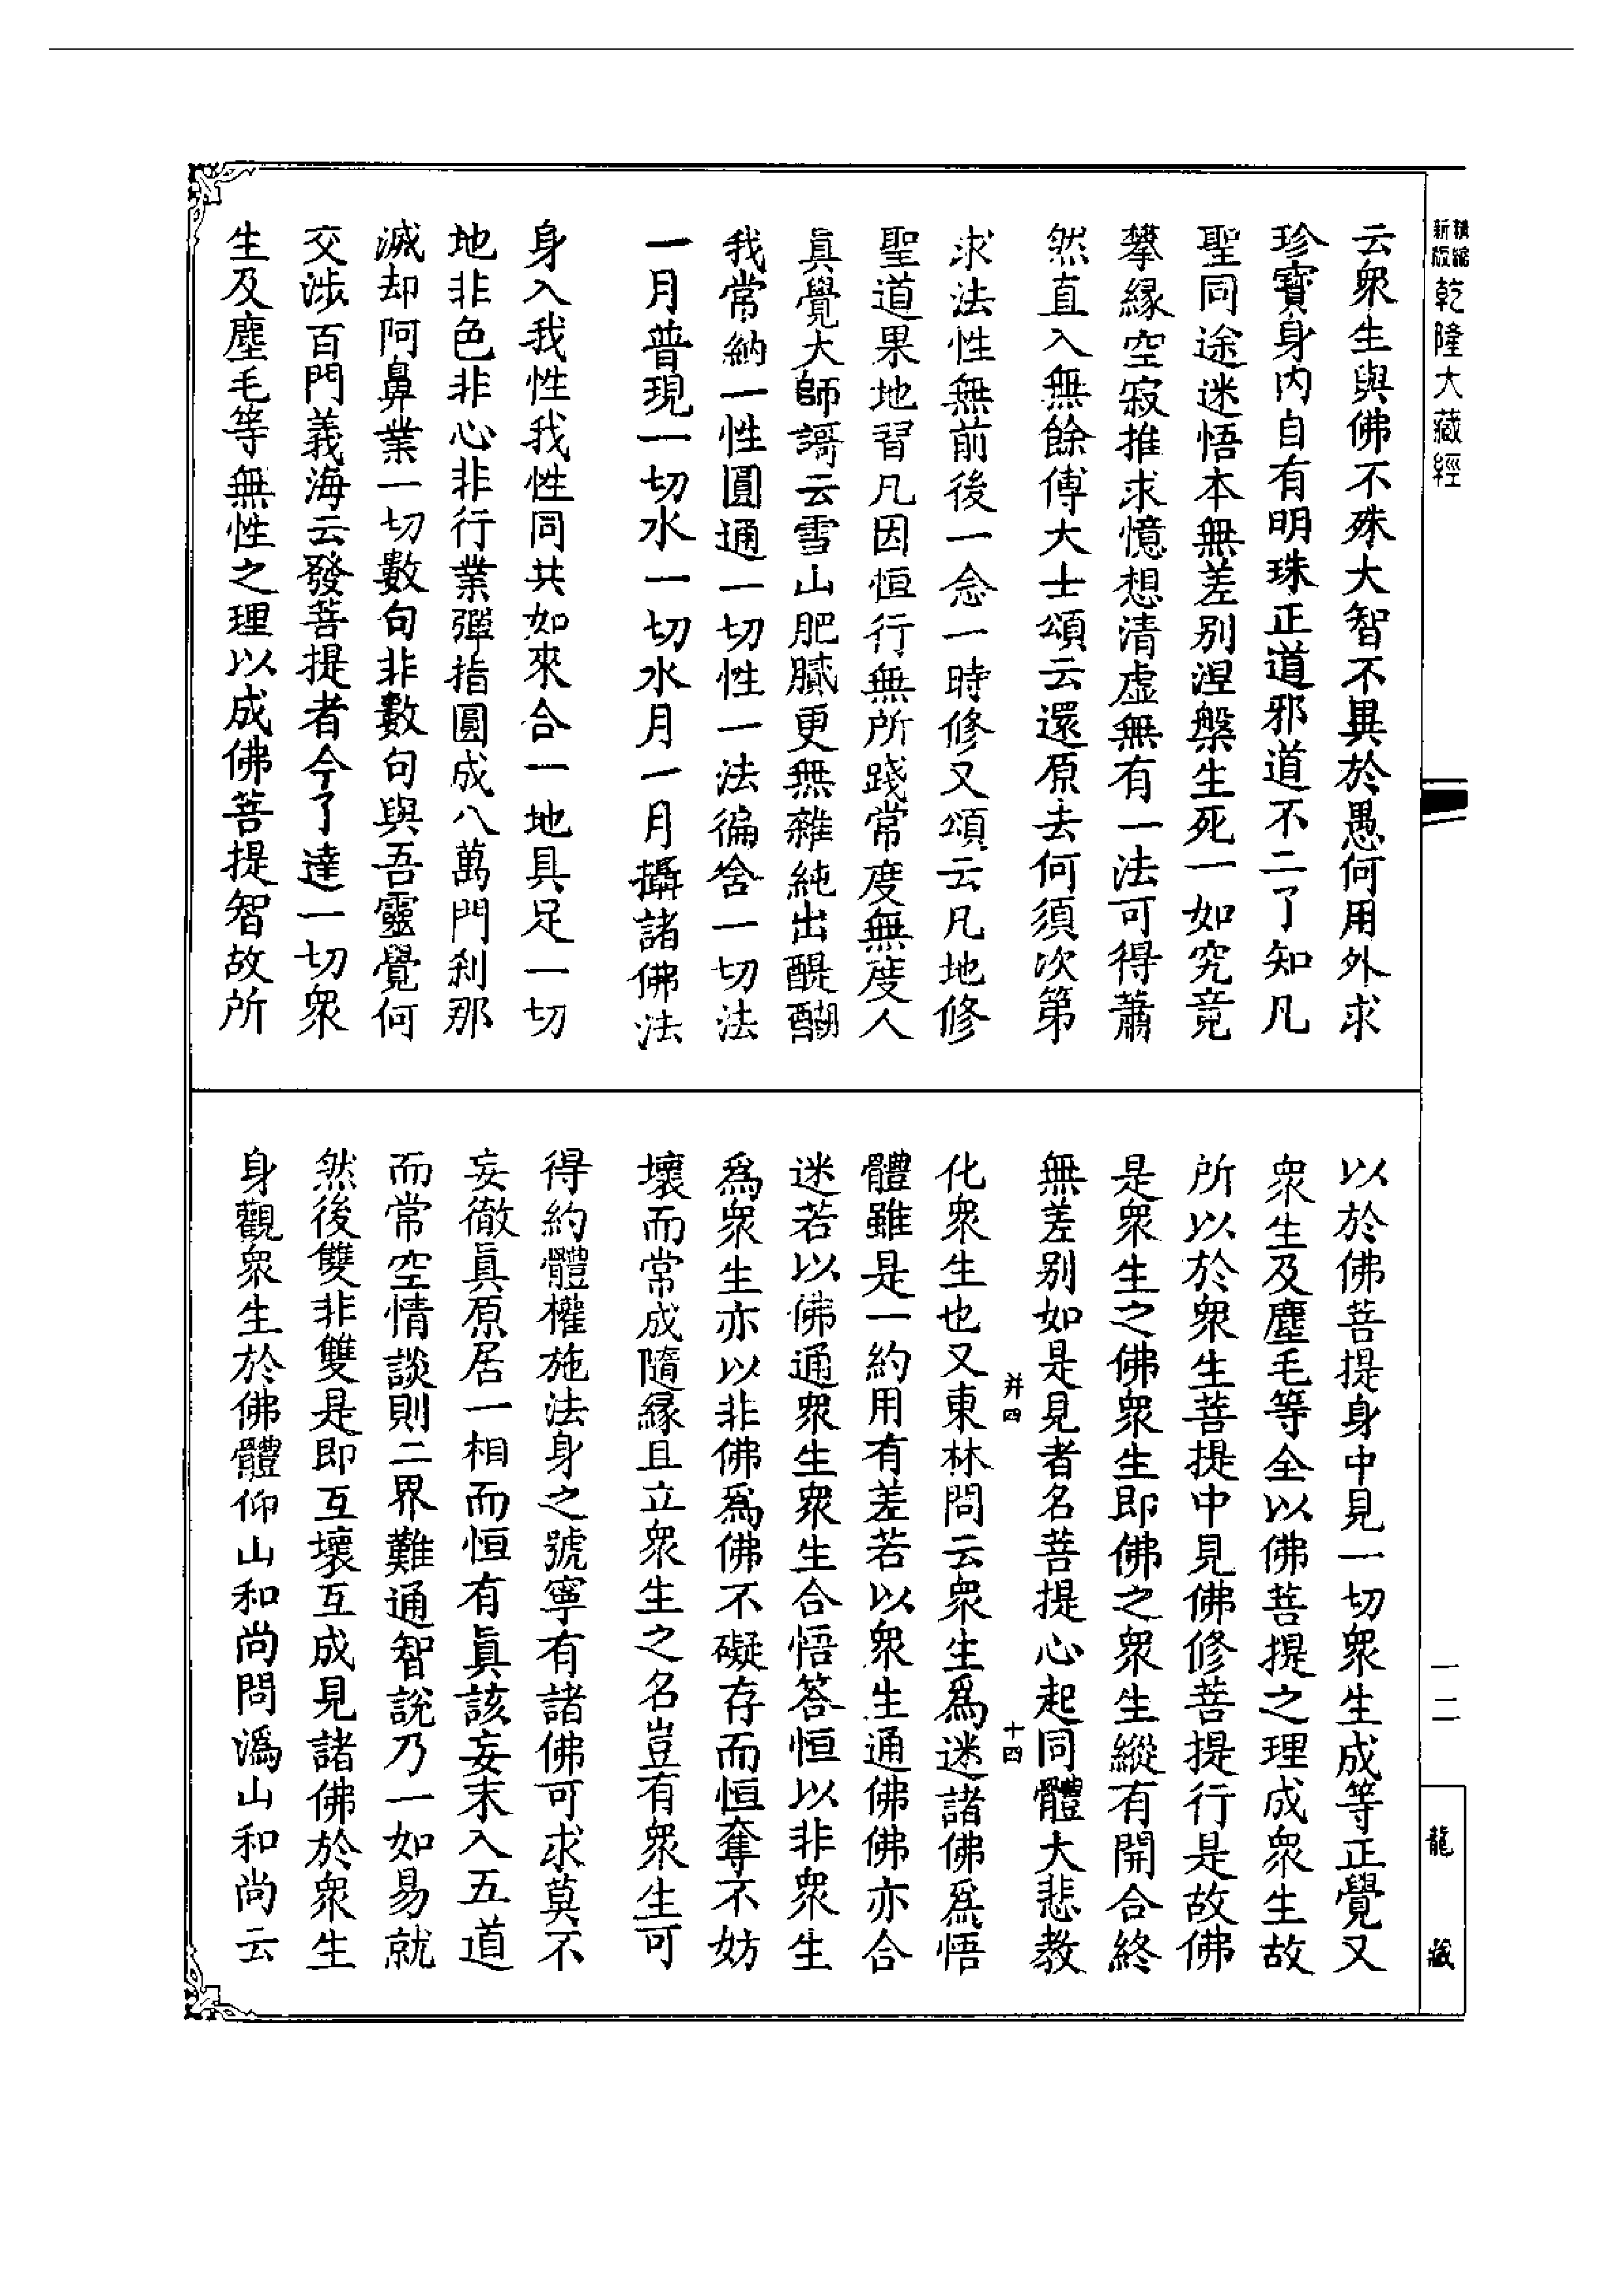 新版精縮乾隆大藏經
云衆生與佛不殊大智不異於愚何用外求
珍寶身内自有明珠正道邪道不二了知凡
聖同途迷悟本無差别涅槃生死一如究竟
攀緣空寂推求憶想清虚無有一法可得蕭
然直入無餘傅大士頌云還原去何須次第
求法性無前後一念一時修又頌云凡地修
聖道果地習凡因恒行無所踐常度無度人
眞覺大師謌云雪山肥膩更無雜純出醍醐
我常納一性圓通一切性一法徧含一切法
一月普現一切水一切水月一月攝諸佛法
身入我性我性同共如來合一地具足一切
地非色非心非行業彈指圓成八萬門刹那
滅却阿鼻業一切數句非數句與吾靈覺何
交涉百門義海云發菩提者今了達一切衆
生及塵毛等無性之理以成佛菩提智故所
以於佛菩提身中見一切衆生成等正覺又
衆生及塵毛等全以佛菩提之理成衆生故
所以於衆生菩提中見佛修菩提行是故佛
是衆生之佛衆生即佛之衆生縱有開合終
無差别如是見者名菩提心起同體大悲教
并四 十四
化衆生也又東林問云衆生爲迷諸佛爲悟
體雖是一約用有差若以衆生通佛佛亦合
迷若以佛通衆生衆生合悟答恒以非衆生
爲衆生亦以非佛爲佛不礙存而恒奪不妨
壞而常成隨緣且立衆生之名豈有衆生可
得約體權施法身之號寧有諸佛可求莫不
妄徹眞原居一相而恒有眞該妄末入五道
而常空情談則二界難通智說乃一如易就
然後雙非雙是即互壞互成見諸佛於衆生
身觀衆生於佛體仰山和尚問潙山和尚云
一二
龍藏